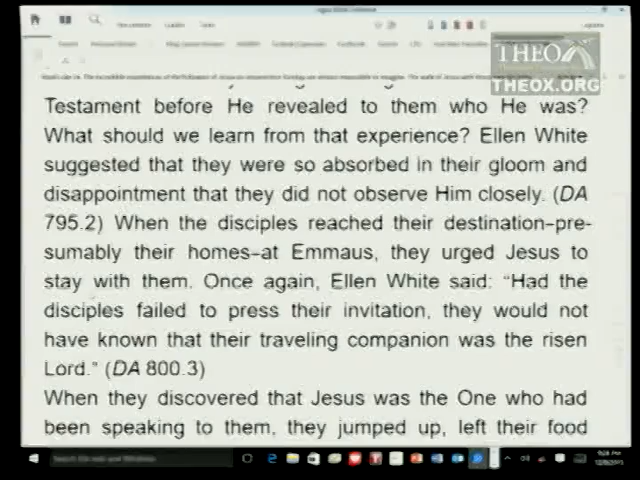 THEOX
THEOX.ORG
Testament before He revealed to them who He was?
What should we learn from that experience? Ellen White
suggested that they were so absorbed in their gloom and
disappointment that they did not observe Him closely. (DA
795.2) When the disciples reached their destination-pre-
sumably their homes-at Emmaus, they urged Jesus to
stay with them. Once again, Ellen White said: “Had the
disciples failed to press their invitation, they would not
have known that their traveling companion was the risen
Lord.” (DA 800.3)
When they discovered that Jesus was the One who had
been speaking to them, they jumped up, left their food